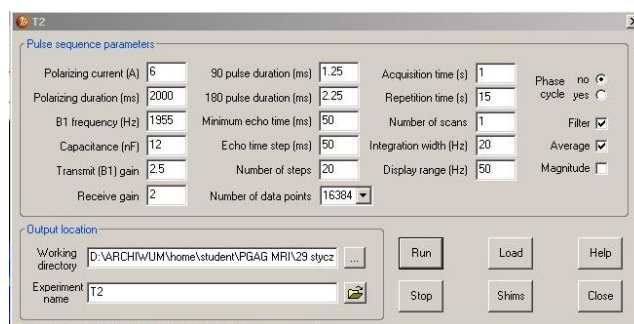 T2
Pulse sequence parameters
Polarizing current (A) 6 90 pulse duration (ms) 1.25 Acquisition time (s) 1 Phase cycle no yes
Polarizing duration (ms) 2000 180 pulse duration (ms) 2.25 Repetition time (s) 15
B1 frequency (Hz) 1955 Minimum echo time (ms) 50 Number of scans 1 Filter
Capacitance (nF) 12 Echo time step (ms) 50 Integration width (Hz) 20 Average
Transmit (B1) gain 2.5 Number of steps 20 Display range (Hz) 50 Magnitude
Receive gain 2 Number of data points 16384
Output location
Working directory D:\ARCHIWUM\home\student\PGAG MRI\29 stycz ... Run Load Help
Experiment name T2 Stop Shims Close